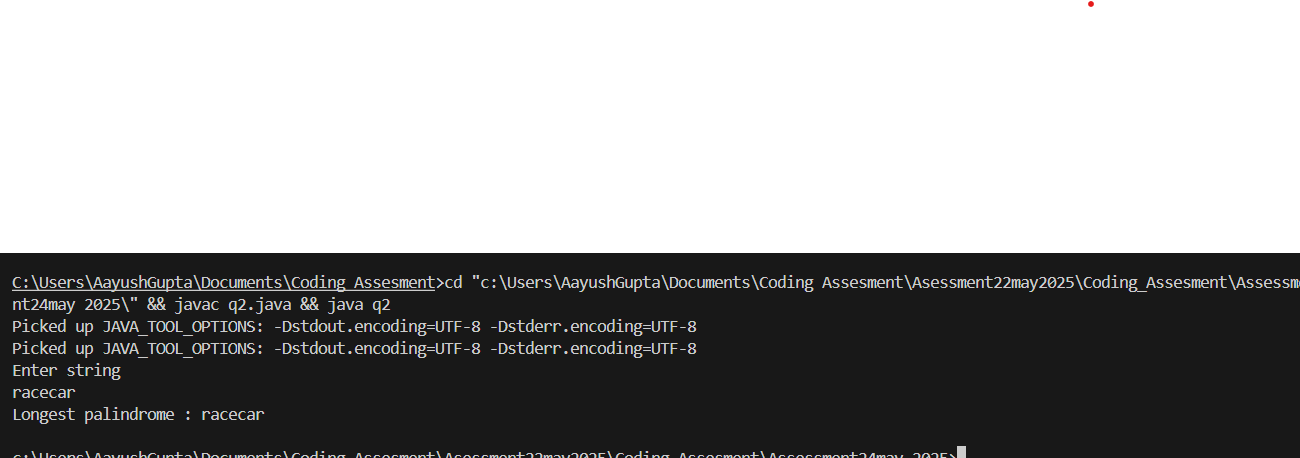 C:\Users\AayushGupta\Documents\Coding Assesment>cd "c:\Users\AayushGupta\Documents\Coding Assesment\Asessment22may2025\Coding_Assesment\Assessme
nt24may 2025\" && javac q2.java && java q2
Picked up JAVA_TOOL_OPTIONS: -Dstdout.encoding=UTF-8 -Dstderr.encoding=UTF-8
Picked up JAVA_TOOL_OPTIONS: -Dstdout.encoding=UTF-8 -Dstderr.encoding=UTF-8
Enter string
racecar
Longest palindrome : racecar
c:\Users\AayushGupta\Documents\Coding Assesment\Asessment22may2025\Coding_Assesment\Assessment24may 2025>